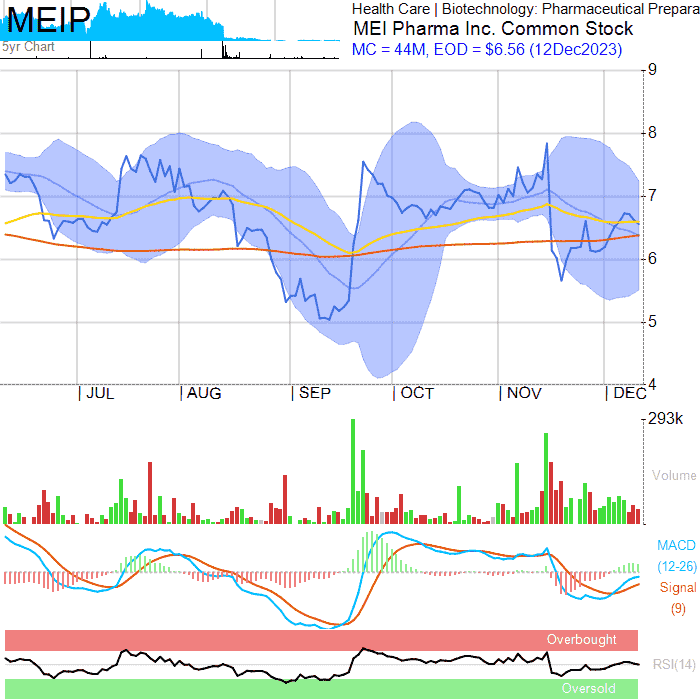 MEIP
5yr Chart
Health Care | Biotechnology: Pharmaceutical Prepara
MEI Pharma Inc. Common Stock
MC = 44M, EOD = $6.56 (12Dec2023)
9
8
7
6
5
4
JUL AUG SEP OCT NOV DEC
293k
Volume
MACD
(12-26)
Signal
(9)
Overbought
RSI(14)
Oversold